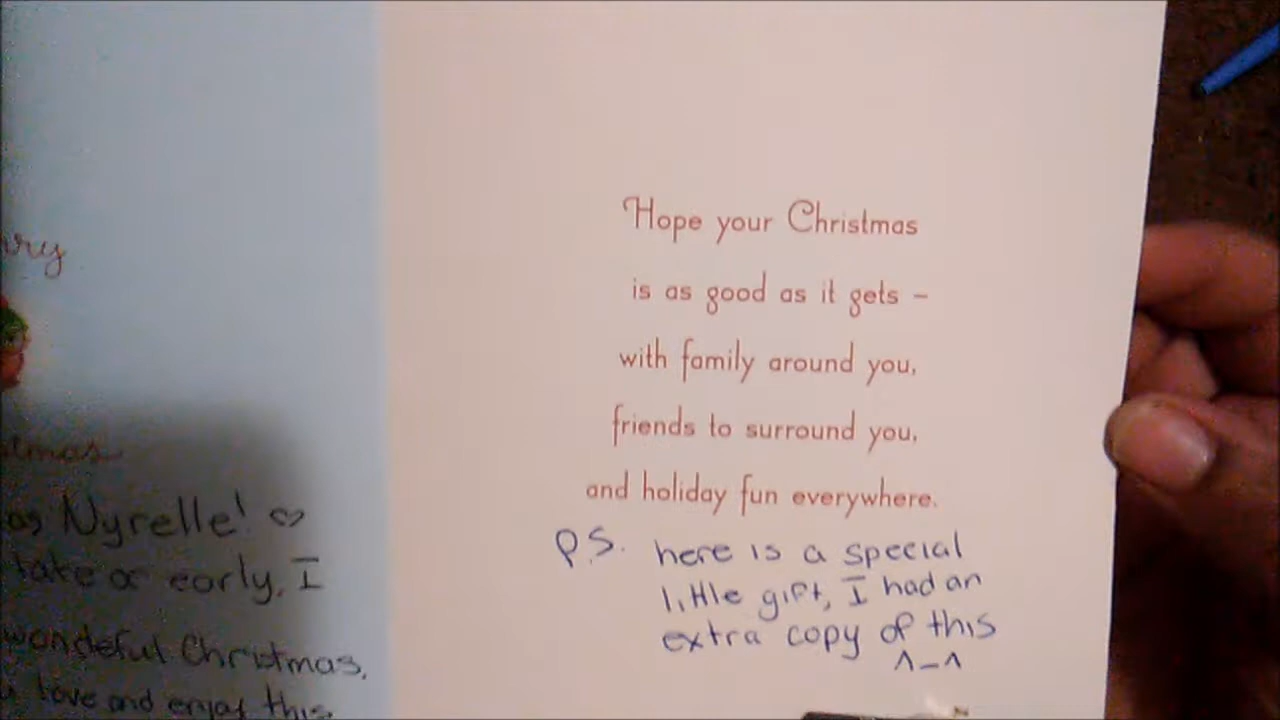 as Nyrelle! ♡
late or early, I
wondeful Christmas,
love and enjoy this
Hope your Christmas
is as good as it gets –
with family around you,
friends to surround you,
and holiday fun everywhere.
P.S. here is a special
little gift, I had an
extra copy of this
^_^